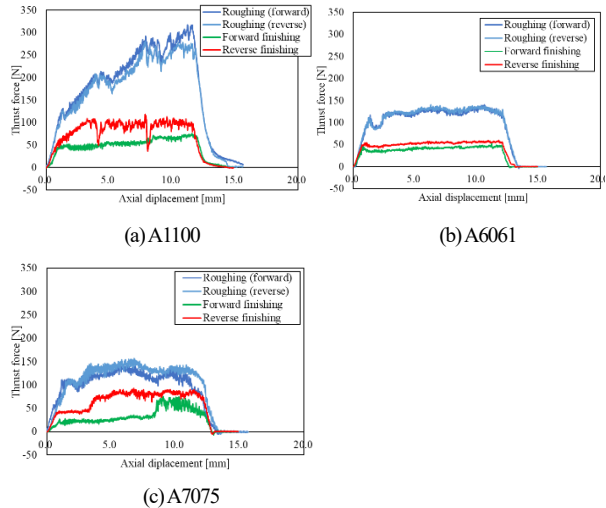 350
300
250
200
150
100
50
0
-50
Thrust force [N]
Roughing (forward)
Roughing (reverse)
Forward finishing
Reverse finishing
0.0 5.0 10.0 15.0 20.0
Axial diplacement [mm]
(a) A1100
350
300
250
200
150
100
50
0
-50
Thrust force [N]
Roughing (forward)
Roughing (reverse)
Forward finishing
Reverse finishing
0.0 5.0 10.0 15.0 20.0
Axial displacement [mm]
(b) A6061
350
300
250
200
150
100
50
0
-50
Thrust force [N]
Roughing (forward)
Roughing (reverse)
Forward finishing
Reverse finishing
0.0 5.0 10.0 15.0 20.0
Axial displacement [mm]
(c) A7075